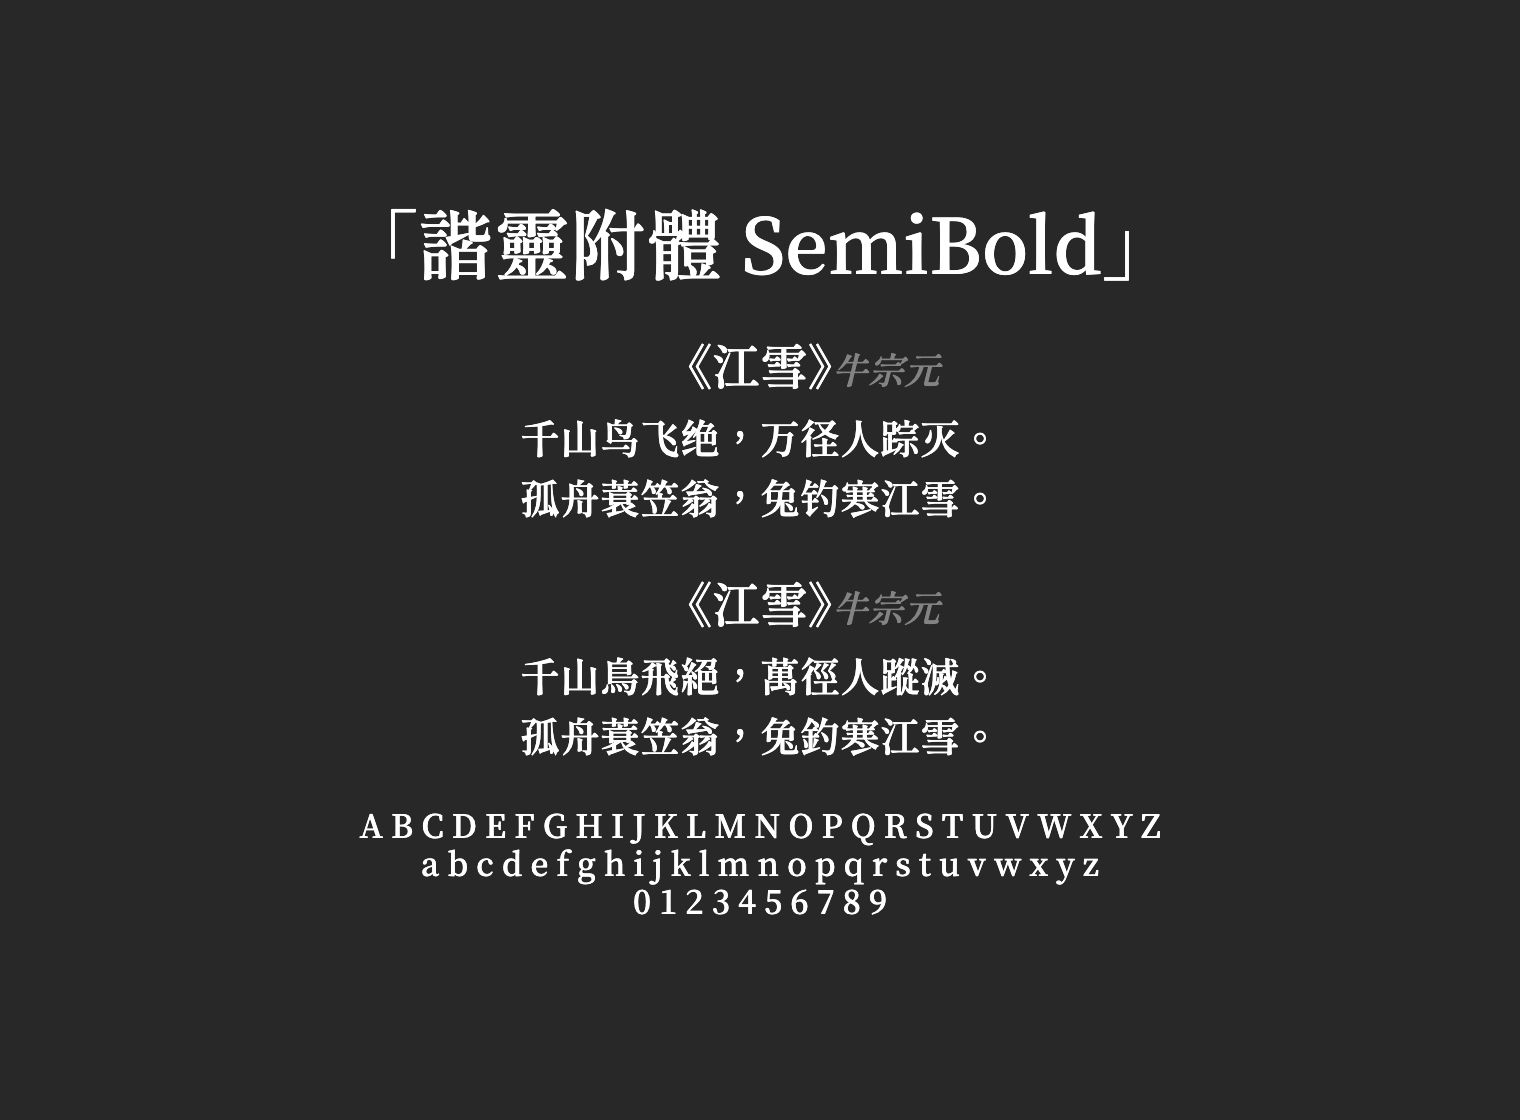 「諧靈附體 SemiBold」
《江雪》牛宗元
千山鸟飞绝，万径人踪灭。
孤舟蓑笠翁，兔钓寒江雪。
《江雪》牛宗元
千山鳥飛絕，萬徑人蹤滅。
孤舟蓑笠翁，兔釣寒江雪。
A B C D E F G H I J K L M N O P Q R S T U V W X Y Z
a b c d e f g h i j k l m n o p q r s t u v w x y z
0 1 2 3 4 5 6 7 8 9